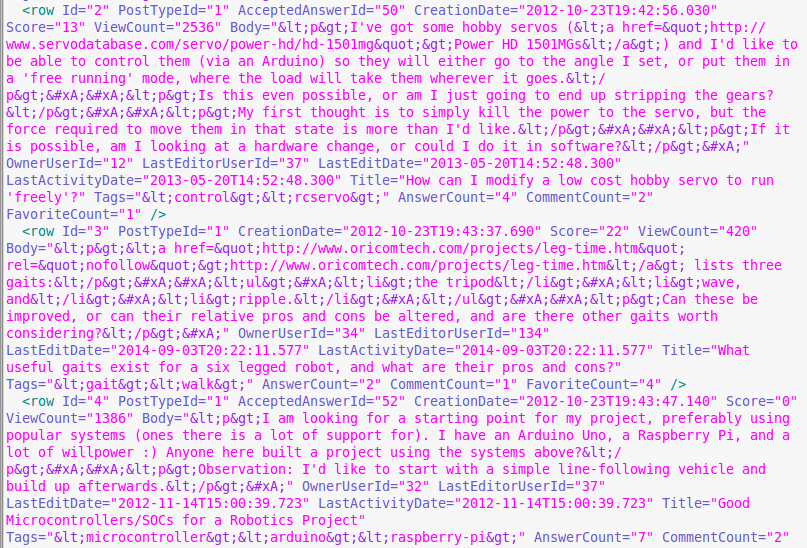 <row Id="2" PostTypeId="1" AcceptedAnswerId="50" CreationDate="2012-10-23T19:42:56.030"
Score="13" ViewCount="2536" Body="&lt;p&gt;I've got some hobby servos (&lt;a href=&quot;http://
www.servodatabase.com/servo/power-hd/hd-1501mg&quot;&gt;Power HD 1501MGs&lt;/a&gt;) and I'd like to
be able to control them (via an Arduino) so they will either go to the angle I set, or put them in
a 'free running' mode, where the load will take them wherever it goes.&lt;/
p&gt;&#xA;&#xA;&lt;p&gt;Is this even possible, or am I just going to end up stripping the gears?
&lt;/p&gt;&#xA;&#xA;&lt;p&gt;My first thought is to simply kill the power to the servo, but the
force required to move them in that state is more than I'd like.&lt;/p&gt;&#xA;&#xA;&lt;p&gt;If it
is possible, am I looking at a hardware change, or could I do it in software?&lt;/p&gt;&#xA;"
OwnerUserId="12" LastEditorUserId="37" LastEditDate="2013-05-20T14:52:48.300"
LastActivityDate="2013-05-20T14:52:48.300" Title="How can I modify a low cost hobby servo to run
'freely'?" Tags="&lt;control&gt;&lt;rcservo&gt;" AnswerCount="4" CommentCount="2"
FavoriteCount="1" />
<row Id="3" PostTypeId="1" CreationDate="2012-10-23T19:43:37.690" Score="22" ViewCount="420"
Body="&lt;p&gt;&lt;a href=&quot;http://www.oricomtech.com/projects/leg-time.htm&quot;
rel=&quot;nofollow&quot;&gt;http://www.oricomtech.com/projects/leg-time.htm&lt;/a&gt; lists three
gaits:&lt;/p&gt;&#xA;&#xA;&lt;ul&gt;&#xA;&lt;li&gt;the tripod&lt;/li&gt;&#xA;&lt;li&gt;wave,
and&lt;/li&gt;&#xA;&lt;li&gt;ripple.&lt;/li&gt;&#xA;&lt;/ul&gt;&#xA;&#xA;&lt;p&gt;Can these be
improved, or can their relative pros and cons be altered, and are there other gaits worth
considering?&lt;/p&gt;&#xA;" OwnerUserId="34" LastEditorUserId="134"
LastEditDate="2014-09-03T20:22:11.577" LastActivityDate="2014-09-03T20:22:11.577" Title="What
useful gaits exist for a six legged robot, and what are their pros and cons?"
Tags="&lt;gait&gt;&lt;walk&gt;" AnswerCount="2" CommentCount="1" FavoriteCount="4" />
<row Id="4" PostTypeId="1" AcceptedAnswerId="52" CreationDate="2012-10-23T19:43:47.140" Score="0"
ViewCount="1386" Body="&lt;p&gt;I am looking for a starting point for my project, preferably using
popular systems (ones there is a lot of support for). I have an Arduino Uno, a Raspberry Pi, and a
lot of willpower :) Anyone here built a project using the systems above?&lt;/
p&gt;&#xA;&#xA;&lt;p&gt;Observation: I'd like to start with a simple line-following vehicle and
build up afterwards.&lt;/p&gt;&#xA;" OwnerUserId="32" LastEditorUserId="37"
LastEditDate="2012-11-14T15:00:39.723" LastActivityDate="2012-11-14T15:00:39.723" Title="Good
Microcontrollers/SOCs for a Robotics Project"
Tags="&lt;microcontroller&gt;&lt;arduino&gt;&lt;raspberry-pi&gt;" AnswerCount="7" CommentCount="2"